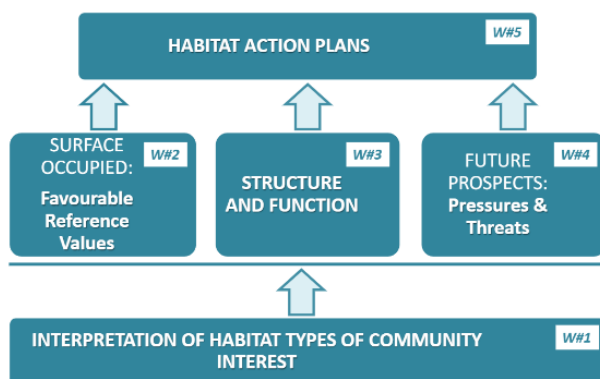 HABITAT ACTION PLANS
W#5
SURFACE
OCCUPIED:
Favourable
Reference
Values
W#2
STRUCTURE
AND FUNCTION
W#3
FUTURE
PROSPECTS:
Pressures &
Threats
W#4
INTERPRETATION OF HABITAT TYPES OF COMMUNITY
INTEREST
W#1